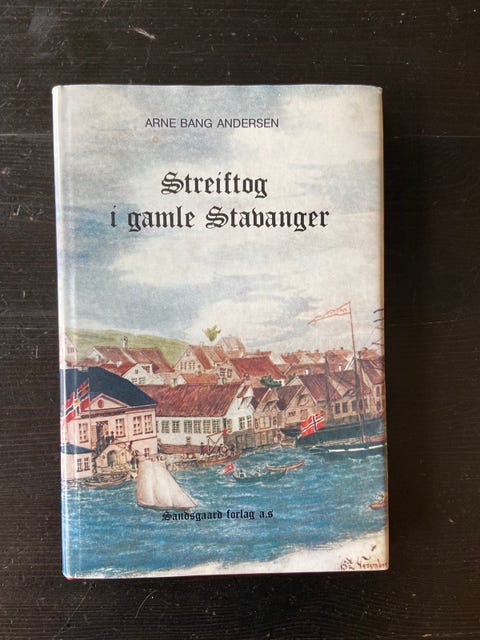 ARNE BANG ANDERSEN
Streiftog
i gamle Stavanger
Sandsgaard forlag a.s